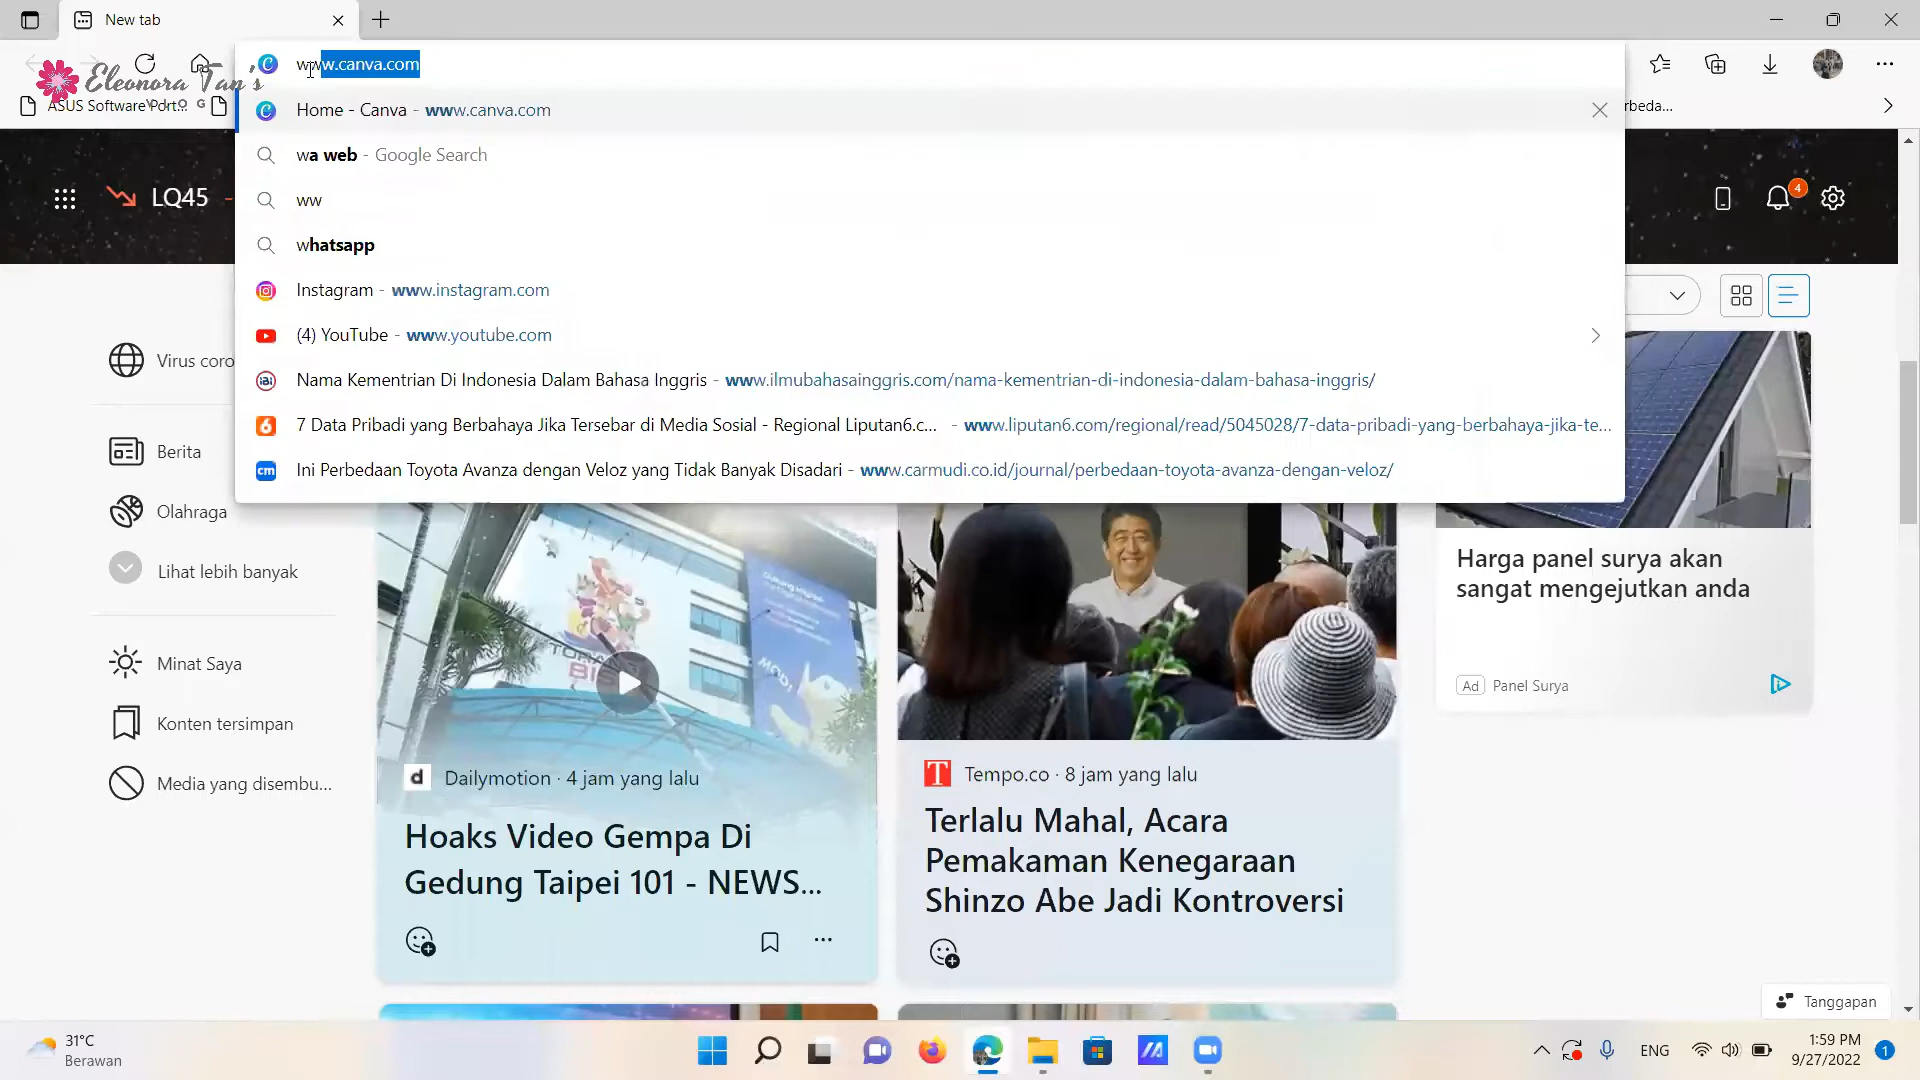 New tab
www.canva.com
Eleonora Tan's
VLOG
ASUS Software Port...
rbeda...
Home - Canva - www.canva.com
wa web - Google Search
ww
whatsapp
Instagram - www.instagram.com
(4) YouTube - www.youtube.com
Nama Kementrian Di Indonesia Dalam Bahasa Inggris - www.ilmubahasainggris.com/nama-kementrian-di-indonesia-dalam-bahasa-inggris/
7 Data Pribadi yang Berbahaya Jika Tersebar di Media Sosial - Regional Liputan6.c... - www.liputan6.com/regional/read/5045028/7-data-pribadi-yang-berbahaya-jika-te...
Ini Perbedaan Toyota Avanza dengan Veloz yang Tidak Banyak Disadari - www.carmudi.co.id/journal/perbedaan-toyota-avanza-dengan-veloz/
LQ45 -
4
Virus coro
Berita
Olahraga
Lihat lebih banyak
Minat Saya
Konten tersimpan
Media yang disembu...
d Dailymotion · 4 jam yang lalu
Hoaks Video Gempa Di
Gedung Taipei 101 - NEWS...
T Tempo.co · 8 jam yang lalu
Terlalu Mahal, Acara
Pemakaman Kenegaraan
Shinzo Abe Jadi Kontroversi
Harga panel surya akan
sangat mengejutkan anda
Ad Panel Surya
Tanggapan
31°C
Berawan
ENG
1:59 PM
9/27/2022
1